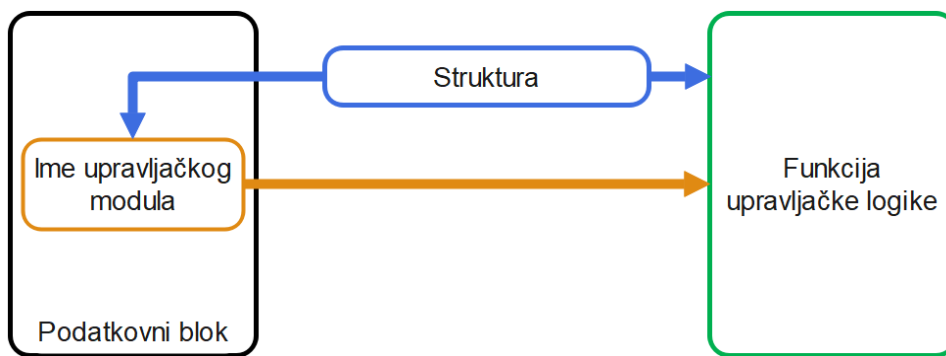 Struktura
Ime upravljačkog
modula
Funkcija
upravljačke logike
Podatkovni blok